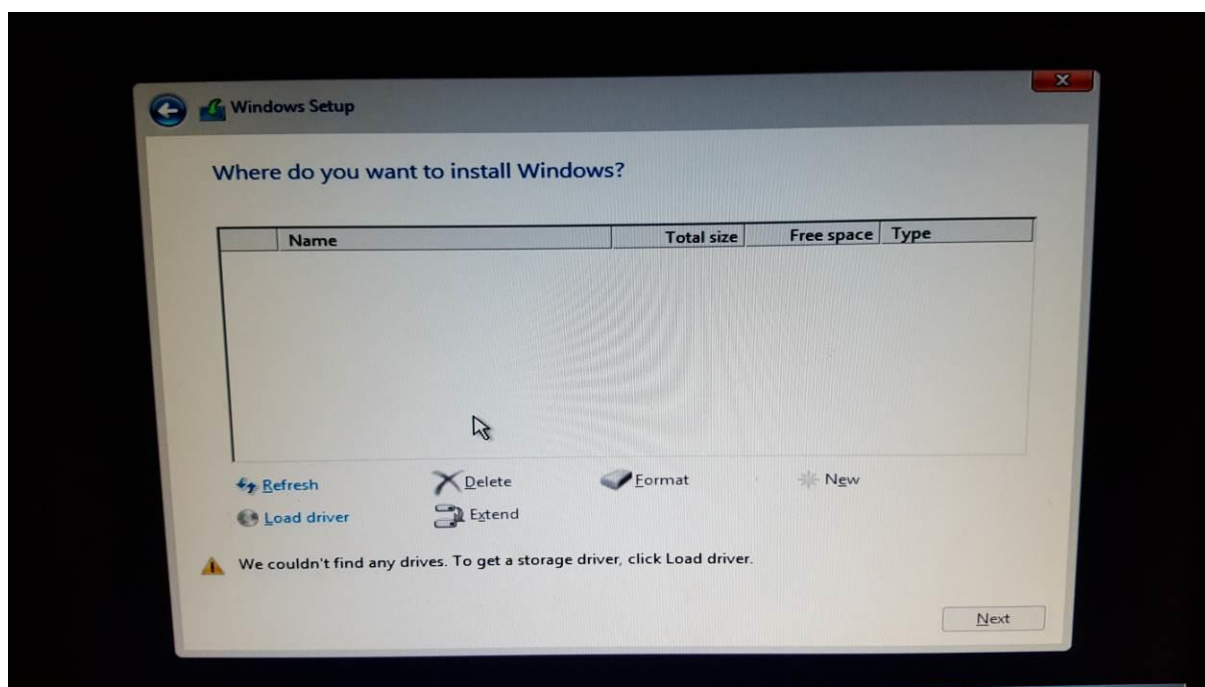 Windows Setup
Where do you want to install Windows?
Name Total size Free space Type
Refresh Delete Format New
Load driver Extend
We couldn't find any drives. To get a storage driver, click Load driver.
Next